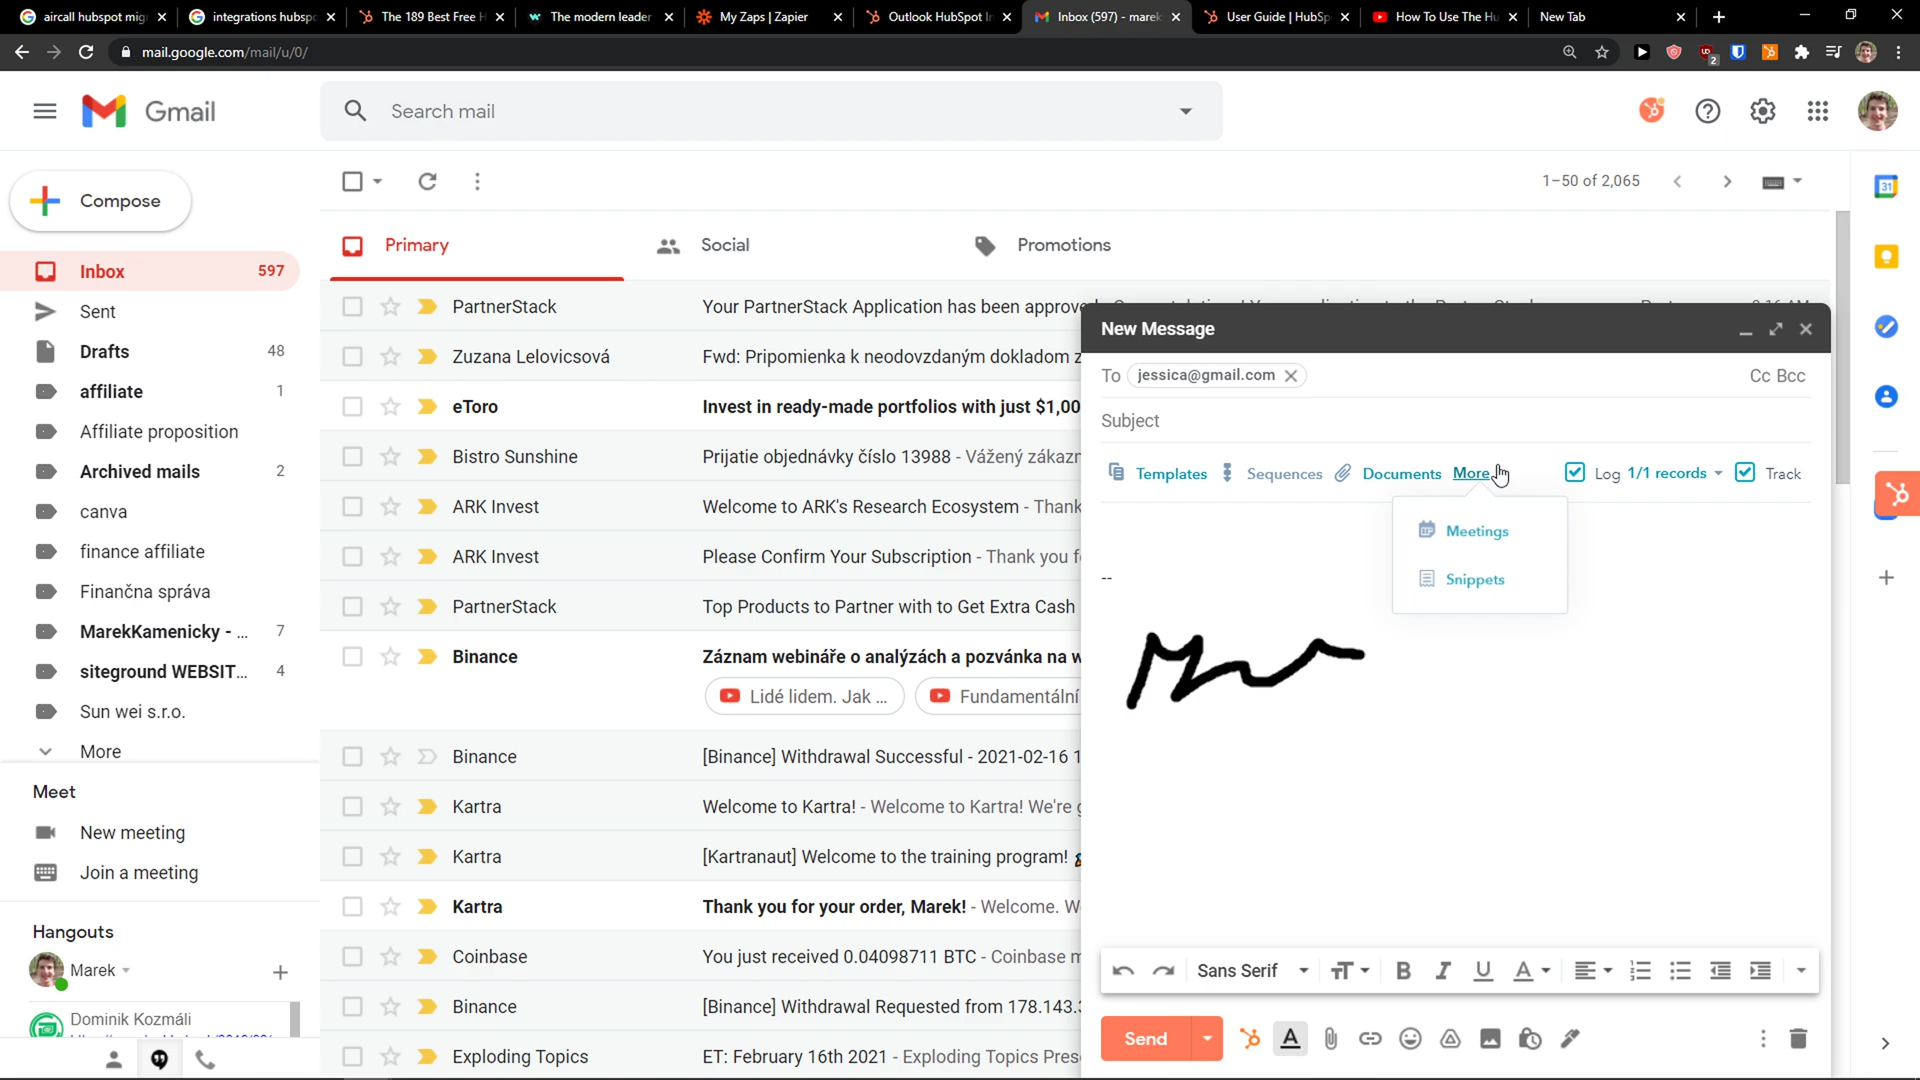 aircall hubspot mig
integrations hubspo
The 189 Best Free H
The modern leader
My Zaps | Zapier
Outlook HubSpot In
Inbox (597) - marek
User Guide | HubSp
How To Use The Hu
New Tab
mail.google.com/mail/u/0/
2
Gmail
Search mail
Compose
1–50 of 2,065
31
Inbox 597
Sent
Drafts 48
affiliate 1
Affiliate proposition
Archived mails 2
canva
finance affiliate
Finančna správa
MarekKamenicky - ... 7
siteground WEBSIT... 4
Sun wei s.r.o.
More
Meet
New meeting
Join a meeting
Hangouts
Marek
Dominik Kozmáli
Primary
Social
Promotions
PartnerStack Your PartnerStack Application has been approve
Zuzana Lelovicsová Fwd: Pripomienka k neodovzdaným dokladom z
eToro Invest in ready-made portfolios with just $1,00
Bistro Sunshine Prijatie objednávky číslo 13988 - Vážený zákazn
ARK Invest Welcome to ARK's Research Ecosystem - Thank
ARK Invest Please Confirm Your Subscription - Thank you f
PartnerStack Top Products to Partner with to Get Extra Cash
Binance Záznam webináře o analýzách a pozvánka na w
Lidé lidem. Jak ...
Fundamentální
Binance [Binance] Withdrawal Successful - 2021-02-16 1
Kartra Welcome to Kartra! - Welcome to Kartra! We're g
Kartra [Kartranaut] Welcome to the training program!
Kartra Thank you for your order, Marek! - Welcome. W
Coinbase You just received 0.04098711 BTC - Coinbase m
Binance [Binance] Withdrawal Requested from 178.143.
Exploding Topics ET: February 16th 2021 - Exploding Topics Pres
New Message
To jessica@gmail.com
Cc Bcc
Subject
Templates Sequences Documents More
Log 1/1 records Track
Meetings
Snippets
--
Sans Serif
Send